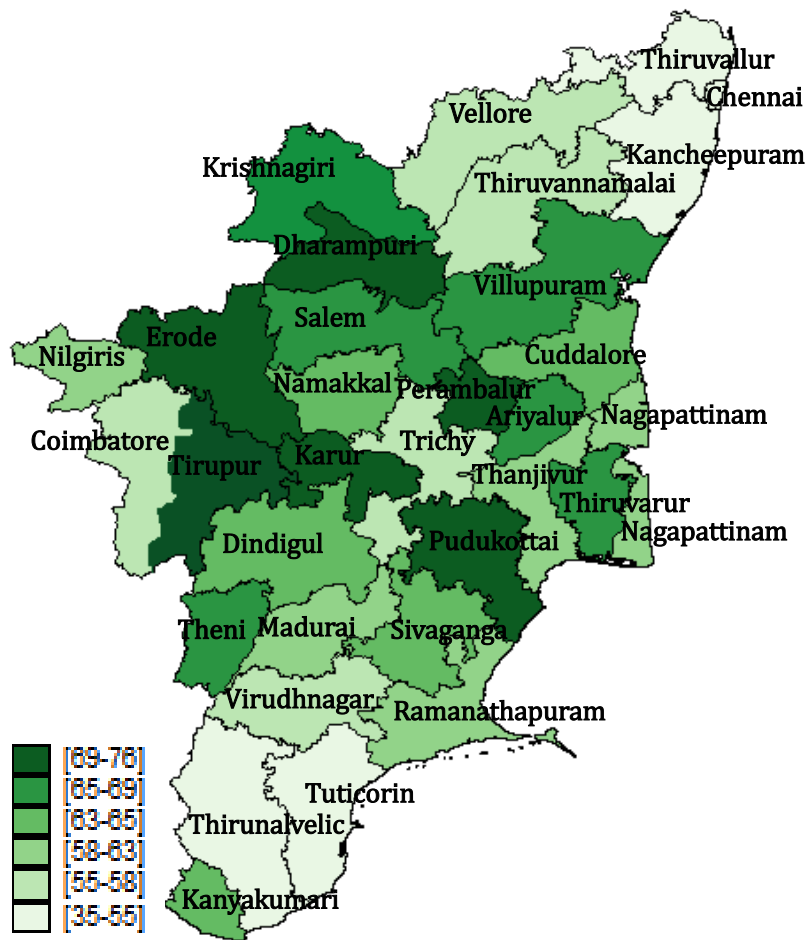 Thiruvallur
Chennai
Vellore
Kancheepuram
Krishnagiri
Thiruvannamalai
Dharampuri
Villupuram
Salem
Erode
Nilgiris
Cuddalore
Namakkal
Perambalur
Ariyalur
Nagapattinam
Coimbatore
Trichy
Karur
Tirupur
Thanjivur
Thiruvarur
Nagapattinam
Dindigul
Pudukottai
Theni
Madurai
Sivaganga
Virudhnagar
Ramanathapuram
Tuticorin
Thirunalvelic
Kanyakumari
[69-76]
[65-69]
[63-65]
[58-63]
[55-58]
[35-55]